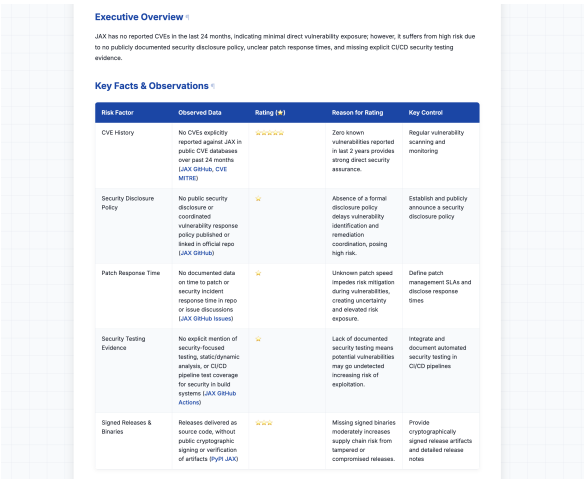 Executive Overview ¶
JAX has no reported CVEs in the last 24 months, indicating minimal direct vulnerability exposure; however, it suffers from high risk due
to no publicly documented security disclosure policy, unclear patch response times, and missing explicit CI/CD security testing
evidence.
Key Facts & Observations ¶
Risk Factor Observed Data Rating (⭐) Reason for Rating Key Control
CVE History
No CVEs explicitly
reported against JAX in
public CVE databases
over past 24 months
(JAX GitHub, CVE
MITRE)
⭐⭐⭐⭐⭐
Zero known
vulnerabilities reported
in last 2 years provides
strong direct security
assurance.
Regular vulnerability
scanning and
monitoring
Security Disclosure
Policy
No public security
disclosure or
coordinated
vulnerability response
policy published or
linked in official repo
(JAX GitHub)
⭐
Absence of a formal
disclosure policy
delays vulnerability
identification and
remediation
coordination, posing
high risk.
Establish and publicly
announce a security
disclosure policy
Patch Response Time
No documented data
on time to patch or
security incident
response time in repo
or issue discussions
(JAX GitHub Issues)
⭐
Unknown patch speed
impedes risk mitigation
during vulnerabilities,
creating uncertainty
and elevated risk
exposure.
Define patch
management SLAs and
disclose response
times
Security Testing
Evidence
No explicit mention of
security-focused
testing, static/dynamic
analysis, or CI/CD
pipeline test coverage
for security in build
systems (JAX GitHub
Actions)
⭐
Lack of documented
security testing means
potential vulnerabilities
may go undetected
increasing risk of
exploitation.
Integrate and
document automated
security testing in
CI/CD pipelines
Signed Releases &
Binaries
Releases delivered as
source code, without
public cryptographic
signing or verification
of artifacts (PyPI JAX)
⭐⭐⭐
Missing signed binaries
moderately increases
supply chain risk from
tampered or
compromised releases.
Provide
cryptographically
signed release artifacts
and detailed release
notes